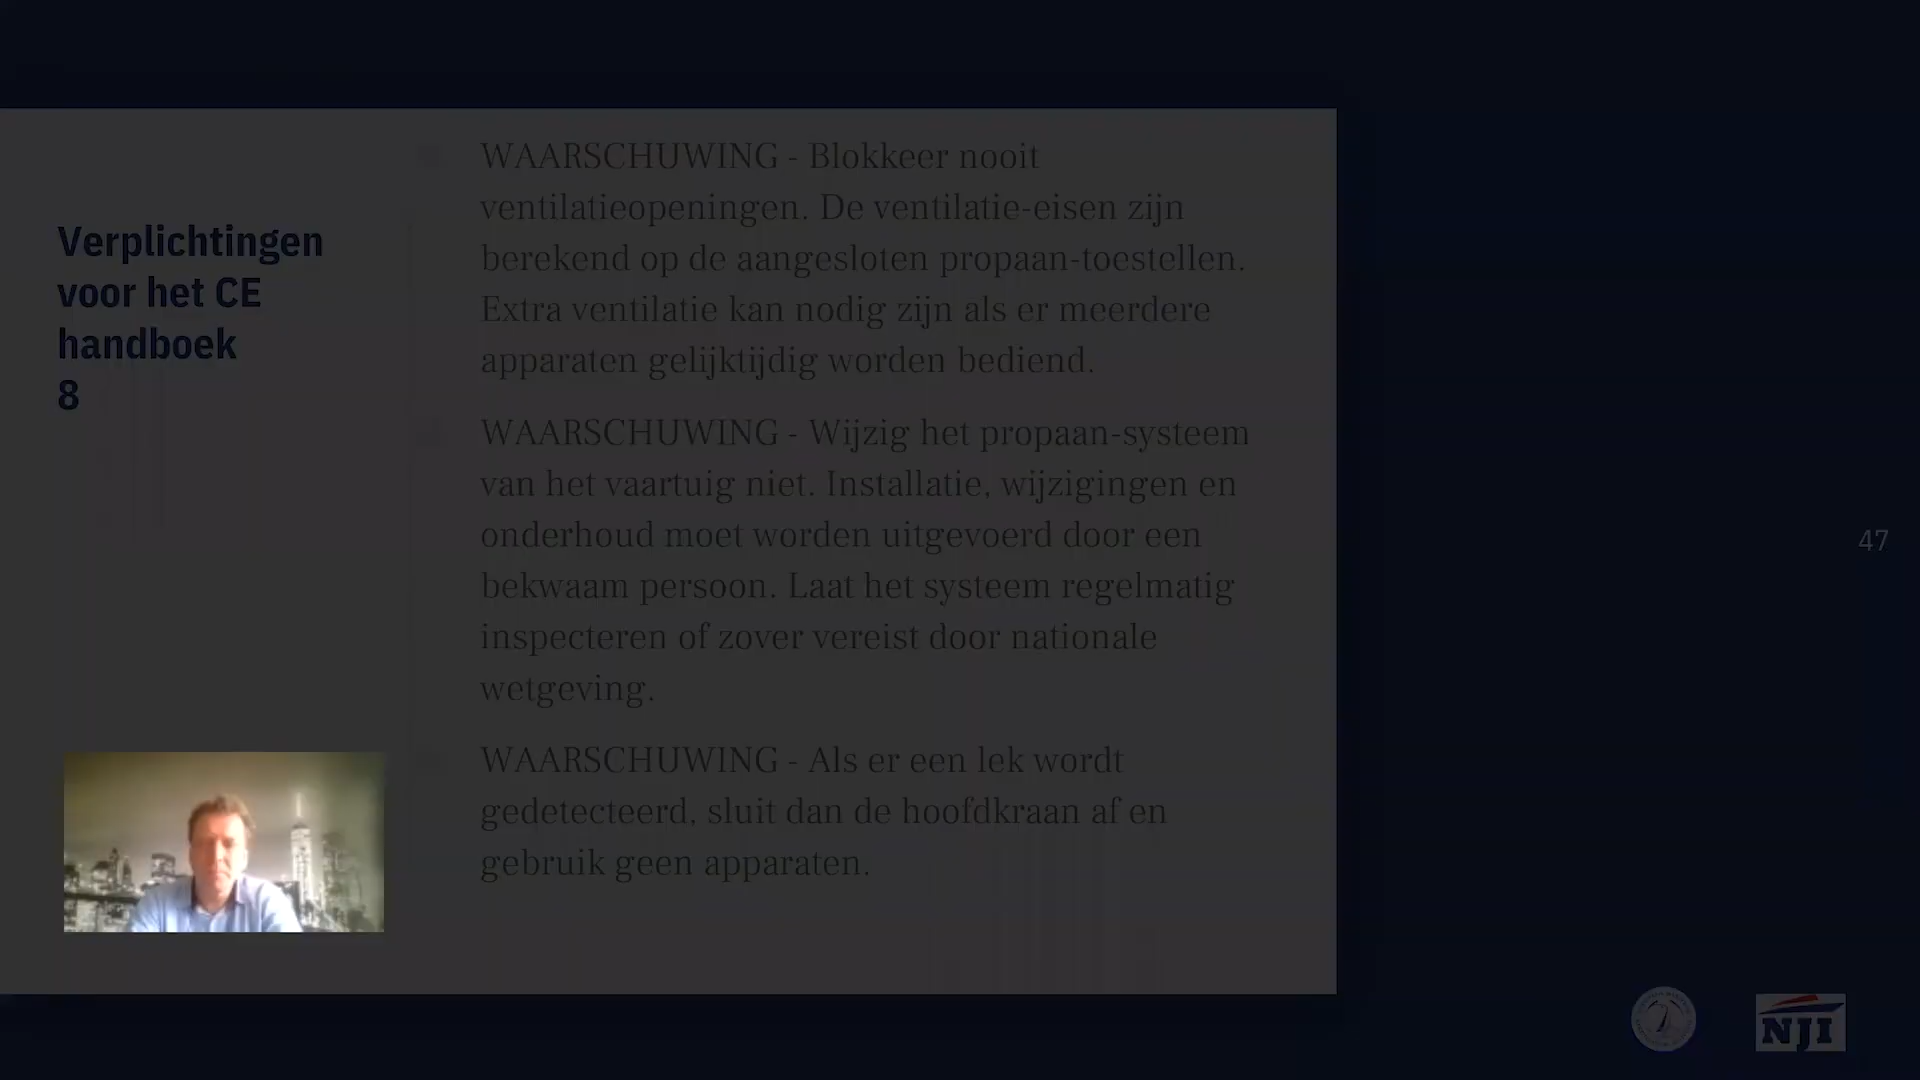 Verplichtingen
voor het CE
handboek
8
WAARSCHUWING - Blokkeer nooit
ventilatieopeningen. De ventilatie-eisen zijn
berekend op de aangesloten propaan-toestellen.
Extra ventilatie kan nodig zijn als er meerdere
apparaten gelijktijdig worden bediend.
WAARSCHUWING - Wijzig het propaan-systeem
van het vaartuig niet. Installatie, wijzigingen en
onderhoud moet worden uitgevoerd door een
bekwaam persoon. Laat het systeem regelmatig
inspecteren of zover vereist door nationale
wetgeving.
WAARSCHUWING - Als er een lek wordt
gedetecteerd, sluit dan de hoofdkraan af en
gebruik geen apparaten.
47
NJI